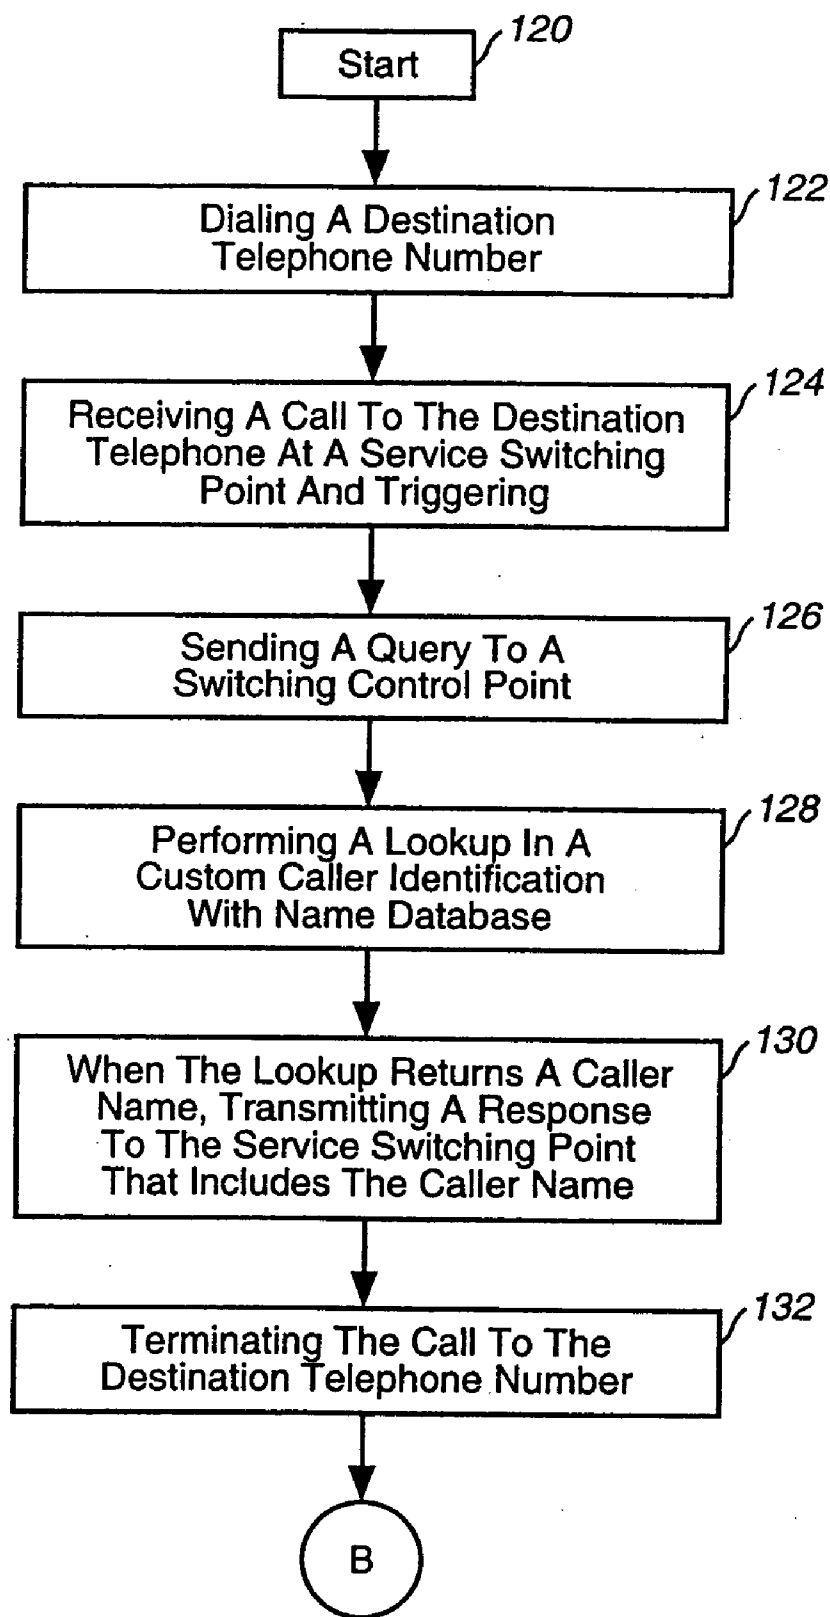 120
Start
122
Dialing A Destination
Telephone Number
124
Receiving A Call To The Destination
Telephone At A Service Switching
Point And Triggering
126
Sending A Query To A
Switching Control Point
128
Performing A Lookup In A
Custom Caller Identification
With Name Database
130
When The Lookup Returns A Caller
Name, Transmitting A Response
To The Service Switching Point
That Includes The Caller Name
132
Terminating The Call To The
Destination Telephone Number
B